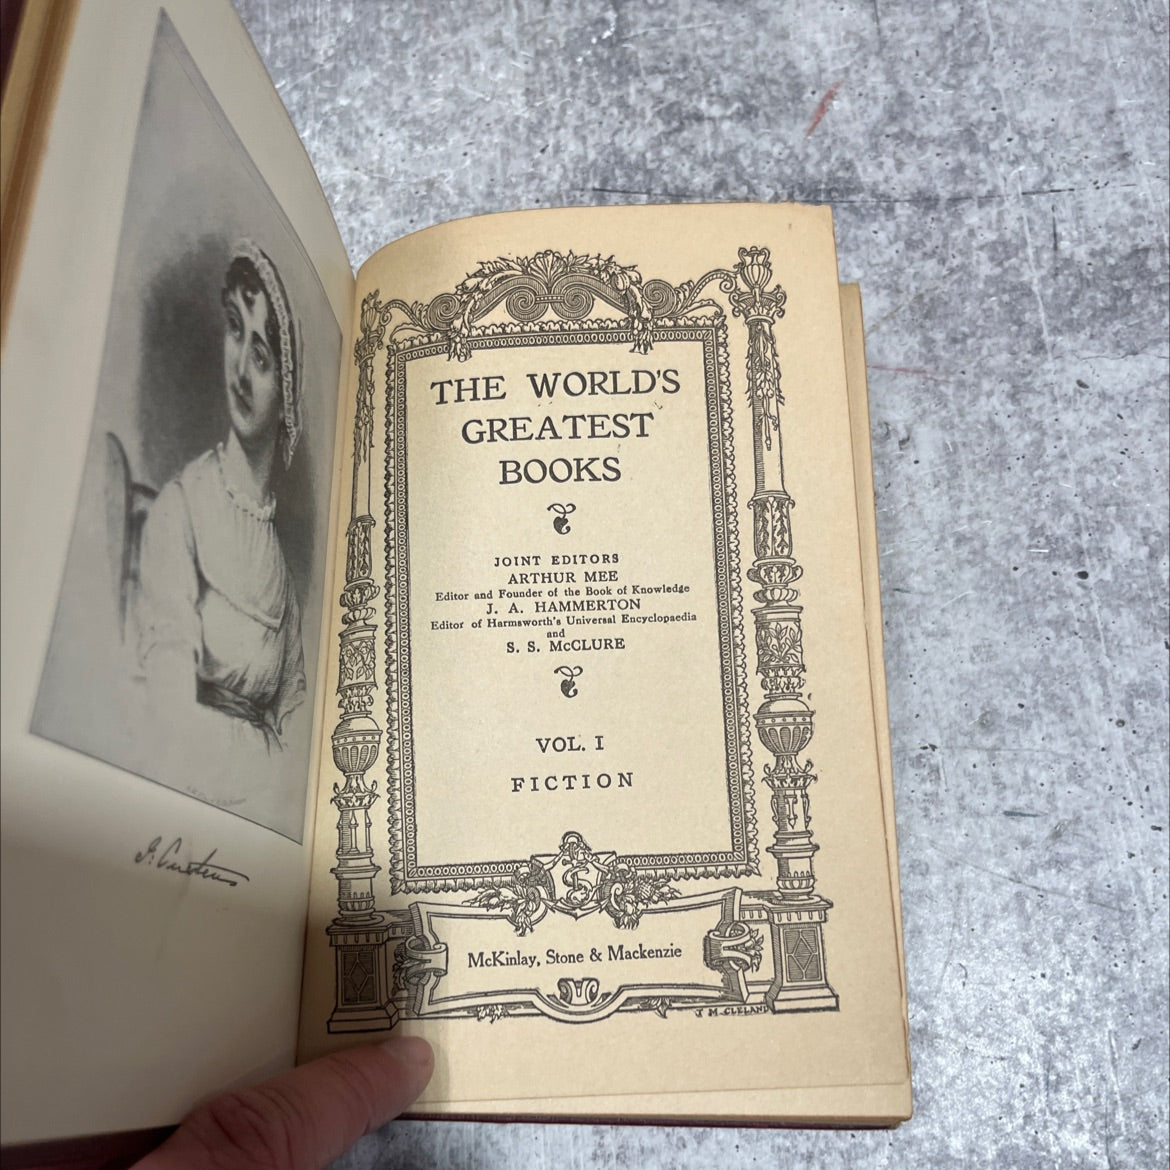 J. Austen
THE WORLD'S
GREATEST
BOOKS
JOINT EDITORS
ARTHUR MEE
Editor and Founder of the Book of Knowledge
J. A. HAMMERTON
Editor of Harmsworth's Universal Encyclopaedia
and
S. S. McCLURE
VOL. I
FICTION
McKinlay, Stone & Mackenzie
J M CLELAND